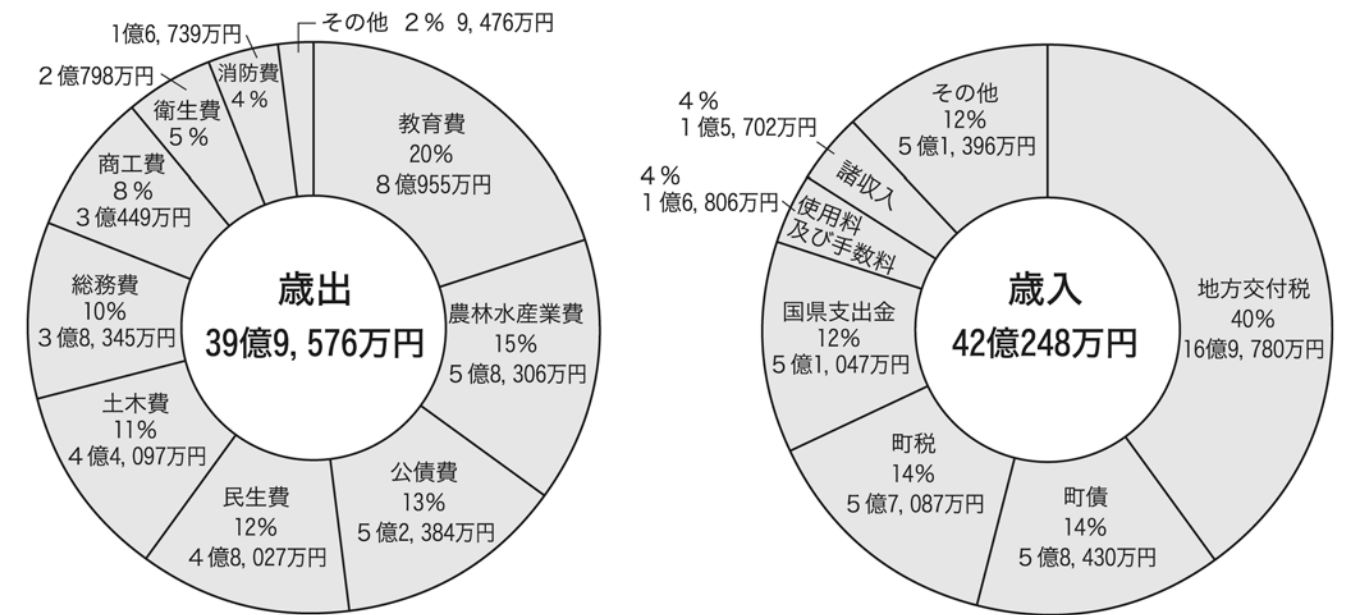 その他 2% 9,476万円
1億6,739万円
2億798万円
消防費
4%
衛生費
5%
商工費
8%
3億449万円
総務費
10%
3億8,345万円
土木費
11%
4億4,097万円
民生費
12%
4億8,027万円
公債費
13%
5億2,384万円
農林水産業費
15%
5億8,306万円
教育費
20%
8億955万円
歳出
39億9,576万円
その他
12%
5億1,396万円
4%
1億5,702万円
諸収入
4%
1億6,806万円
使用料
及び手数料
国県支出金
12%
5億1,047万円
町税
14%
5億7,087万円
町債
14%
5億8,430万円
地方交付税
40%
16億9,780万円
歳入
42億248万円